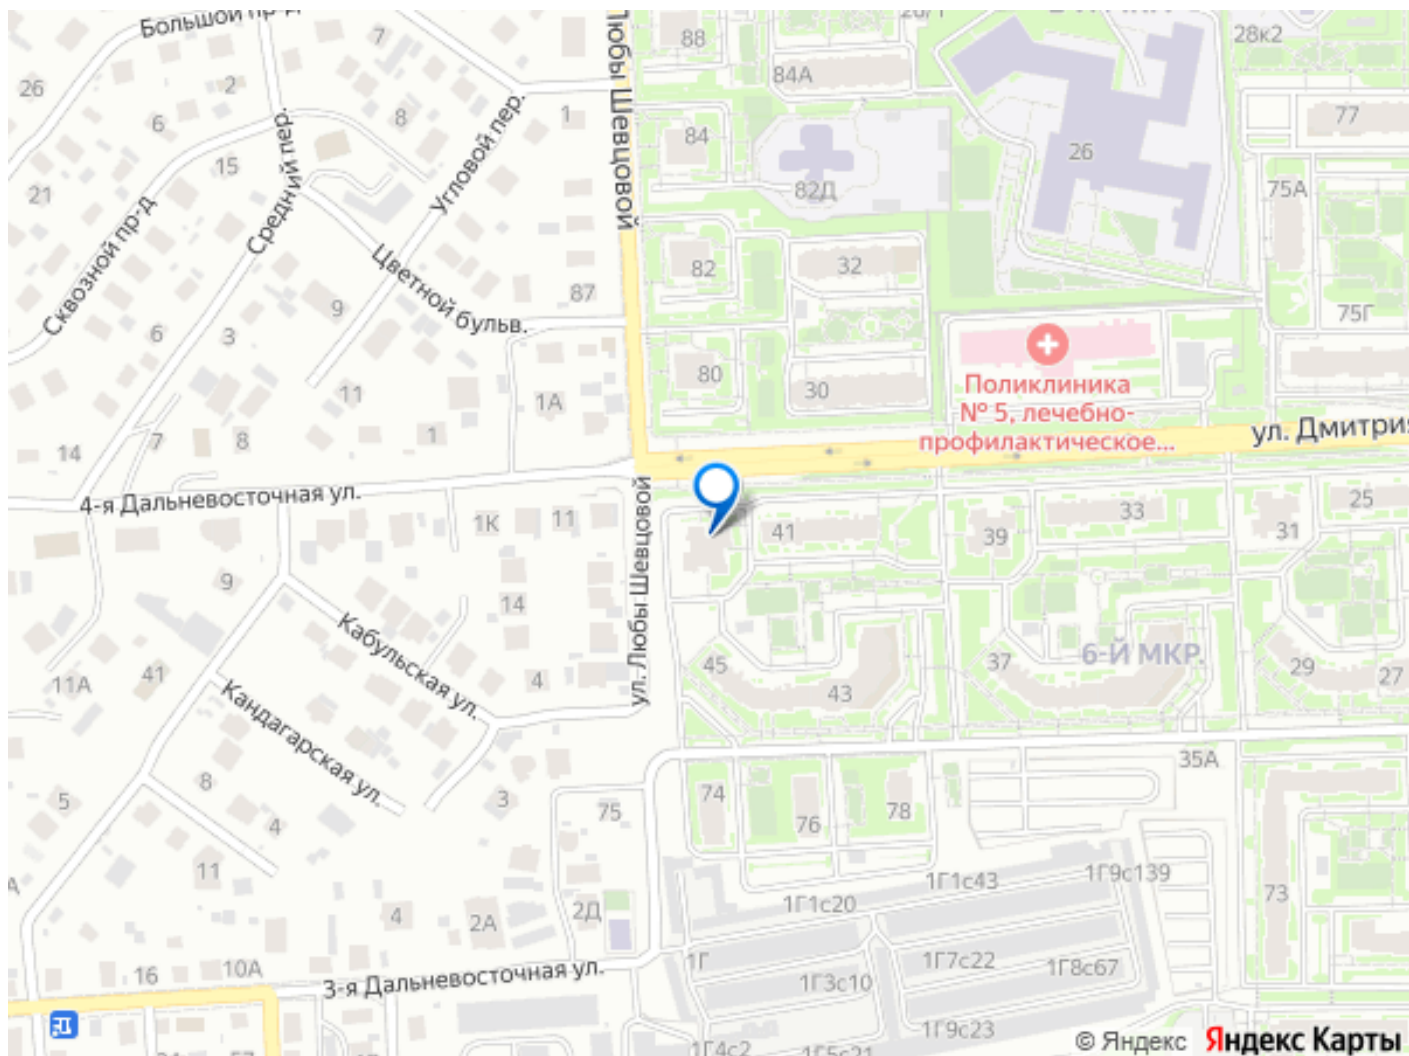 Большой пр-д
7
88
28к2
84А
26
2
8
1
77
6
84
26
15
Угловой пер.
Любы Шевцовой
82Д
75А
21
Средний пер.
Сквозной пр-д
Цветной бульв.
82
32
9
87
75Г
6
3
80
30
Поликлиника
№ 5, лечебно-
профилактическое...
11
1А
1
8
7
14
ул. Дмитрия
4-я Дальневосточная ул.
1К
11
41
39
33
31
25
ул. Любы Шевцовой
9
14
Кабульская ул.
6-Й МКР.
45
43
37
29
27
11А
41
4
Кандагарская ул.
35А
8
3
75
74
76
78
5
4
11
1Г1с43
1Г9с139
1Г1с20
73
4
2А
2Д
16
10А
3-я Дальневосточная ул.
1Г
1Г3с10
1Г7с22
1Г8с67
1Г9с23
1Г4с2
1Г5с21
© Яндекс Яндекс Карты